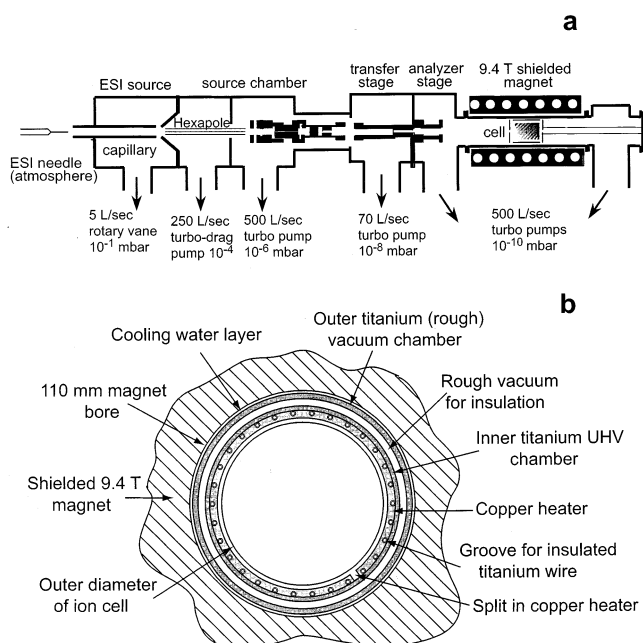 a
ESI source
source chamber
transfer
stage
analyzer
stage
9.4 T shielded
magnet
Hexapole
cell
capillary
ESI needle
(atmosphere)
5 L/sec
rotary vane
10⁻¹ mbar
250 L/sec
turbo-drag
pump 10⁻⁴
500 L/sec
turbo pump
10⁻⁶ mbar
70 L/sec
turbo pump
10⁻⁸ mbar
500 L/sec
turbo pumps
10⁻¹⁰ mbar
b
Cooling water layer
Outer titanium (rough)
vacuum chamber
110 mm magnet
bore
Rough vacuum
for insulation
Inner titanium UHV
chamber
Shielded 9.4 T
magnet
Copper heater
Groove for insulated
titanium wire
Outer diameter
of ion cell
Split in copper heater